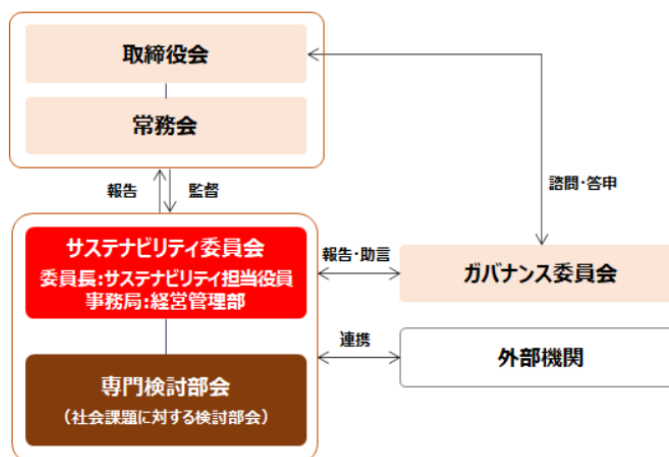 取締役会
常務会
報告
監督
諮問・答申
サステナビリティ委員会
委員長:サステナビリティ担当役員
事務局:経営管理部
報告・助言
ガバナンス委員会
連携
外部機関
専門検討部会
(社会課題に対する検討部会)